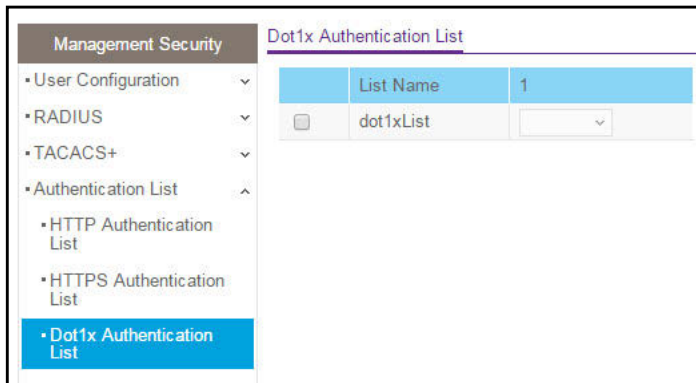 Management Security
▪ User Configuration
▪ RADIUS
▪ TACACS+
▪ Authentication List
▪ HTTP Authentication
List
▪ HTTPS Authentication
List
▪ Dot1x Authentication
List
Dot1x Authentication List
List Name 1
dot1xList